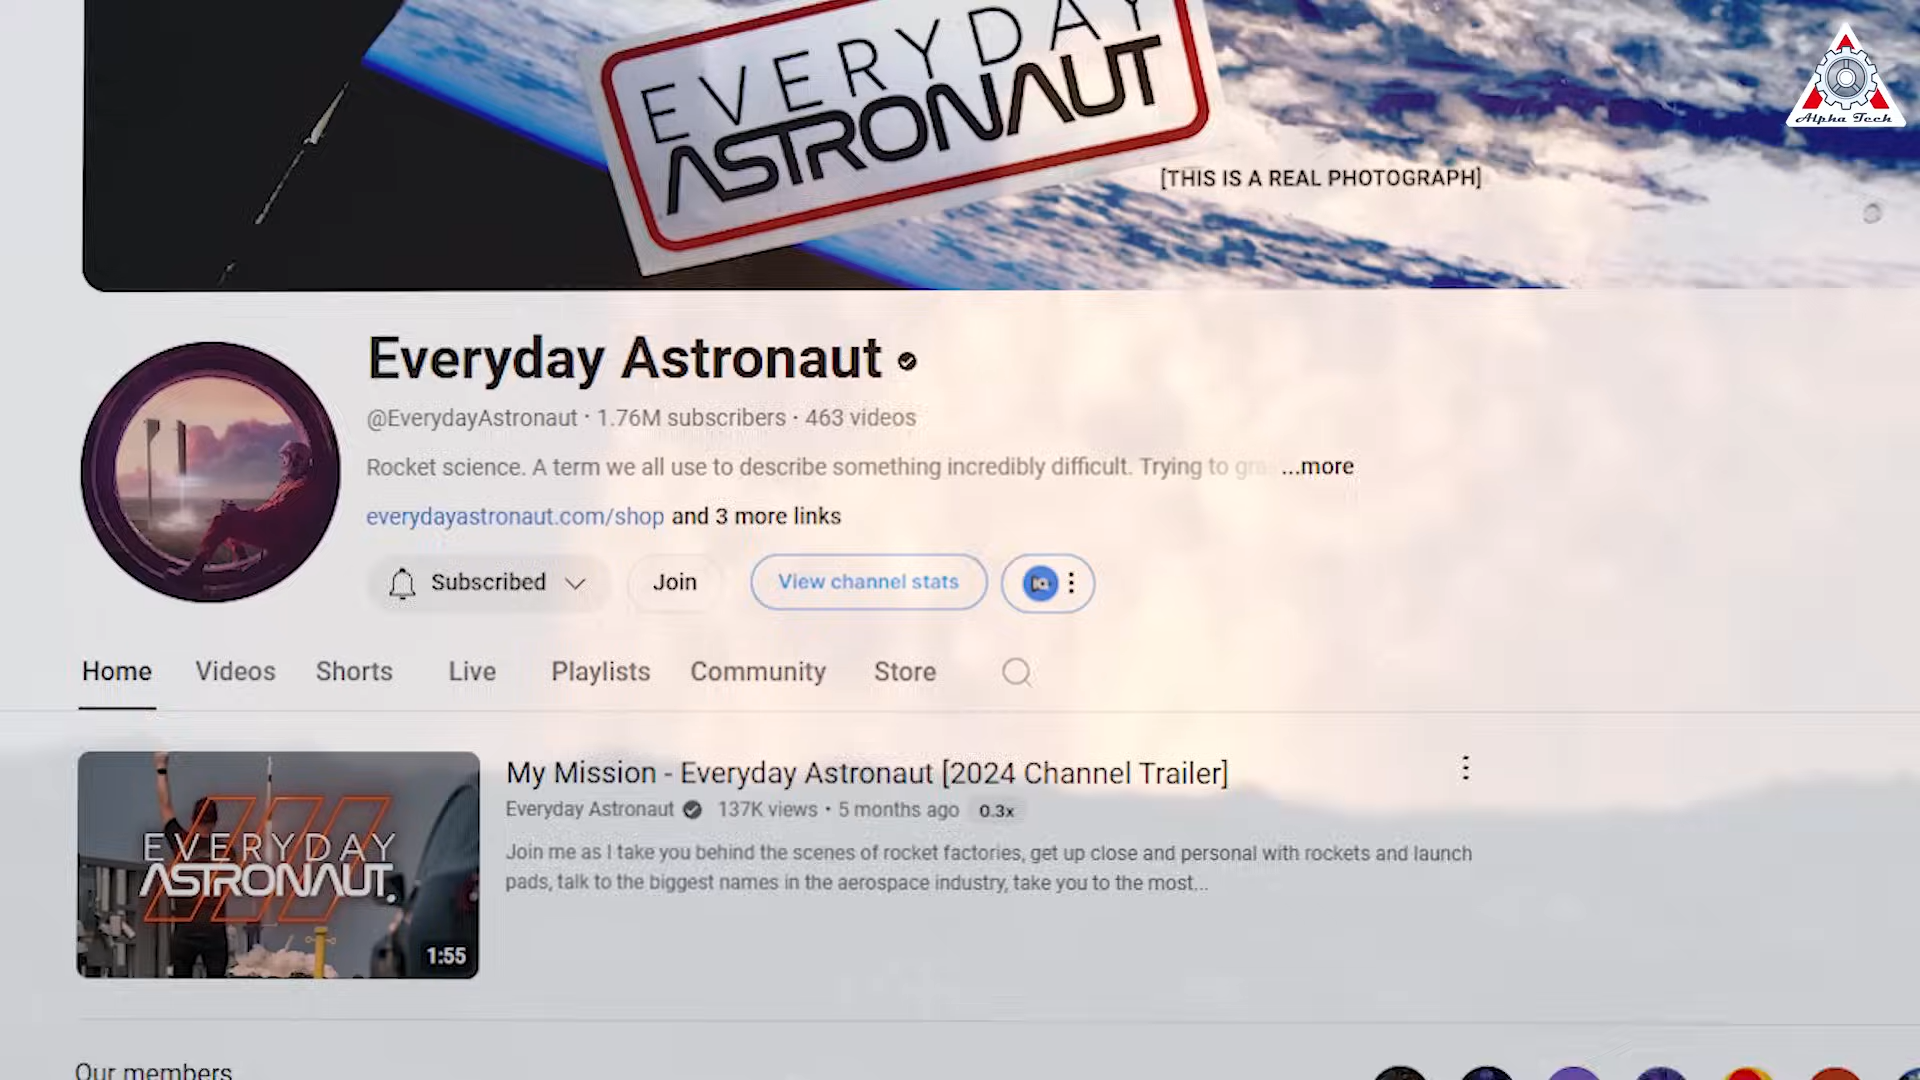 EVERYDAY
ASTRONAUT
Alpha Tech
[THIS IS A REAL PHOTOGRAPH]
Everyday Astronaut
@EverydayAstronaut · 1.76M subscribers · 463 videos
Rocket science. A term we all use to describe something incredibly difficult. Trying to ...more
everydayastronaut.com/shop and 3 more links
Subscribed Join View channel stats
Home Videos Shorts Live Playlists Community Store
My Mission - Everyday Astronaut [2024 Channel Trailer]
Everyday Astronaut 137K views • 5 months ago 0.3x
Join me as I take you behind the scenes of rocket factories, get up close and personal with rockets and launch
pads, talk to the biggest names in the aerospace industry, take you to the most...
EVERYDAY
ASTRONAUT
1:55
Our members